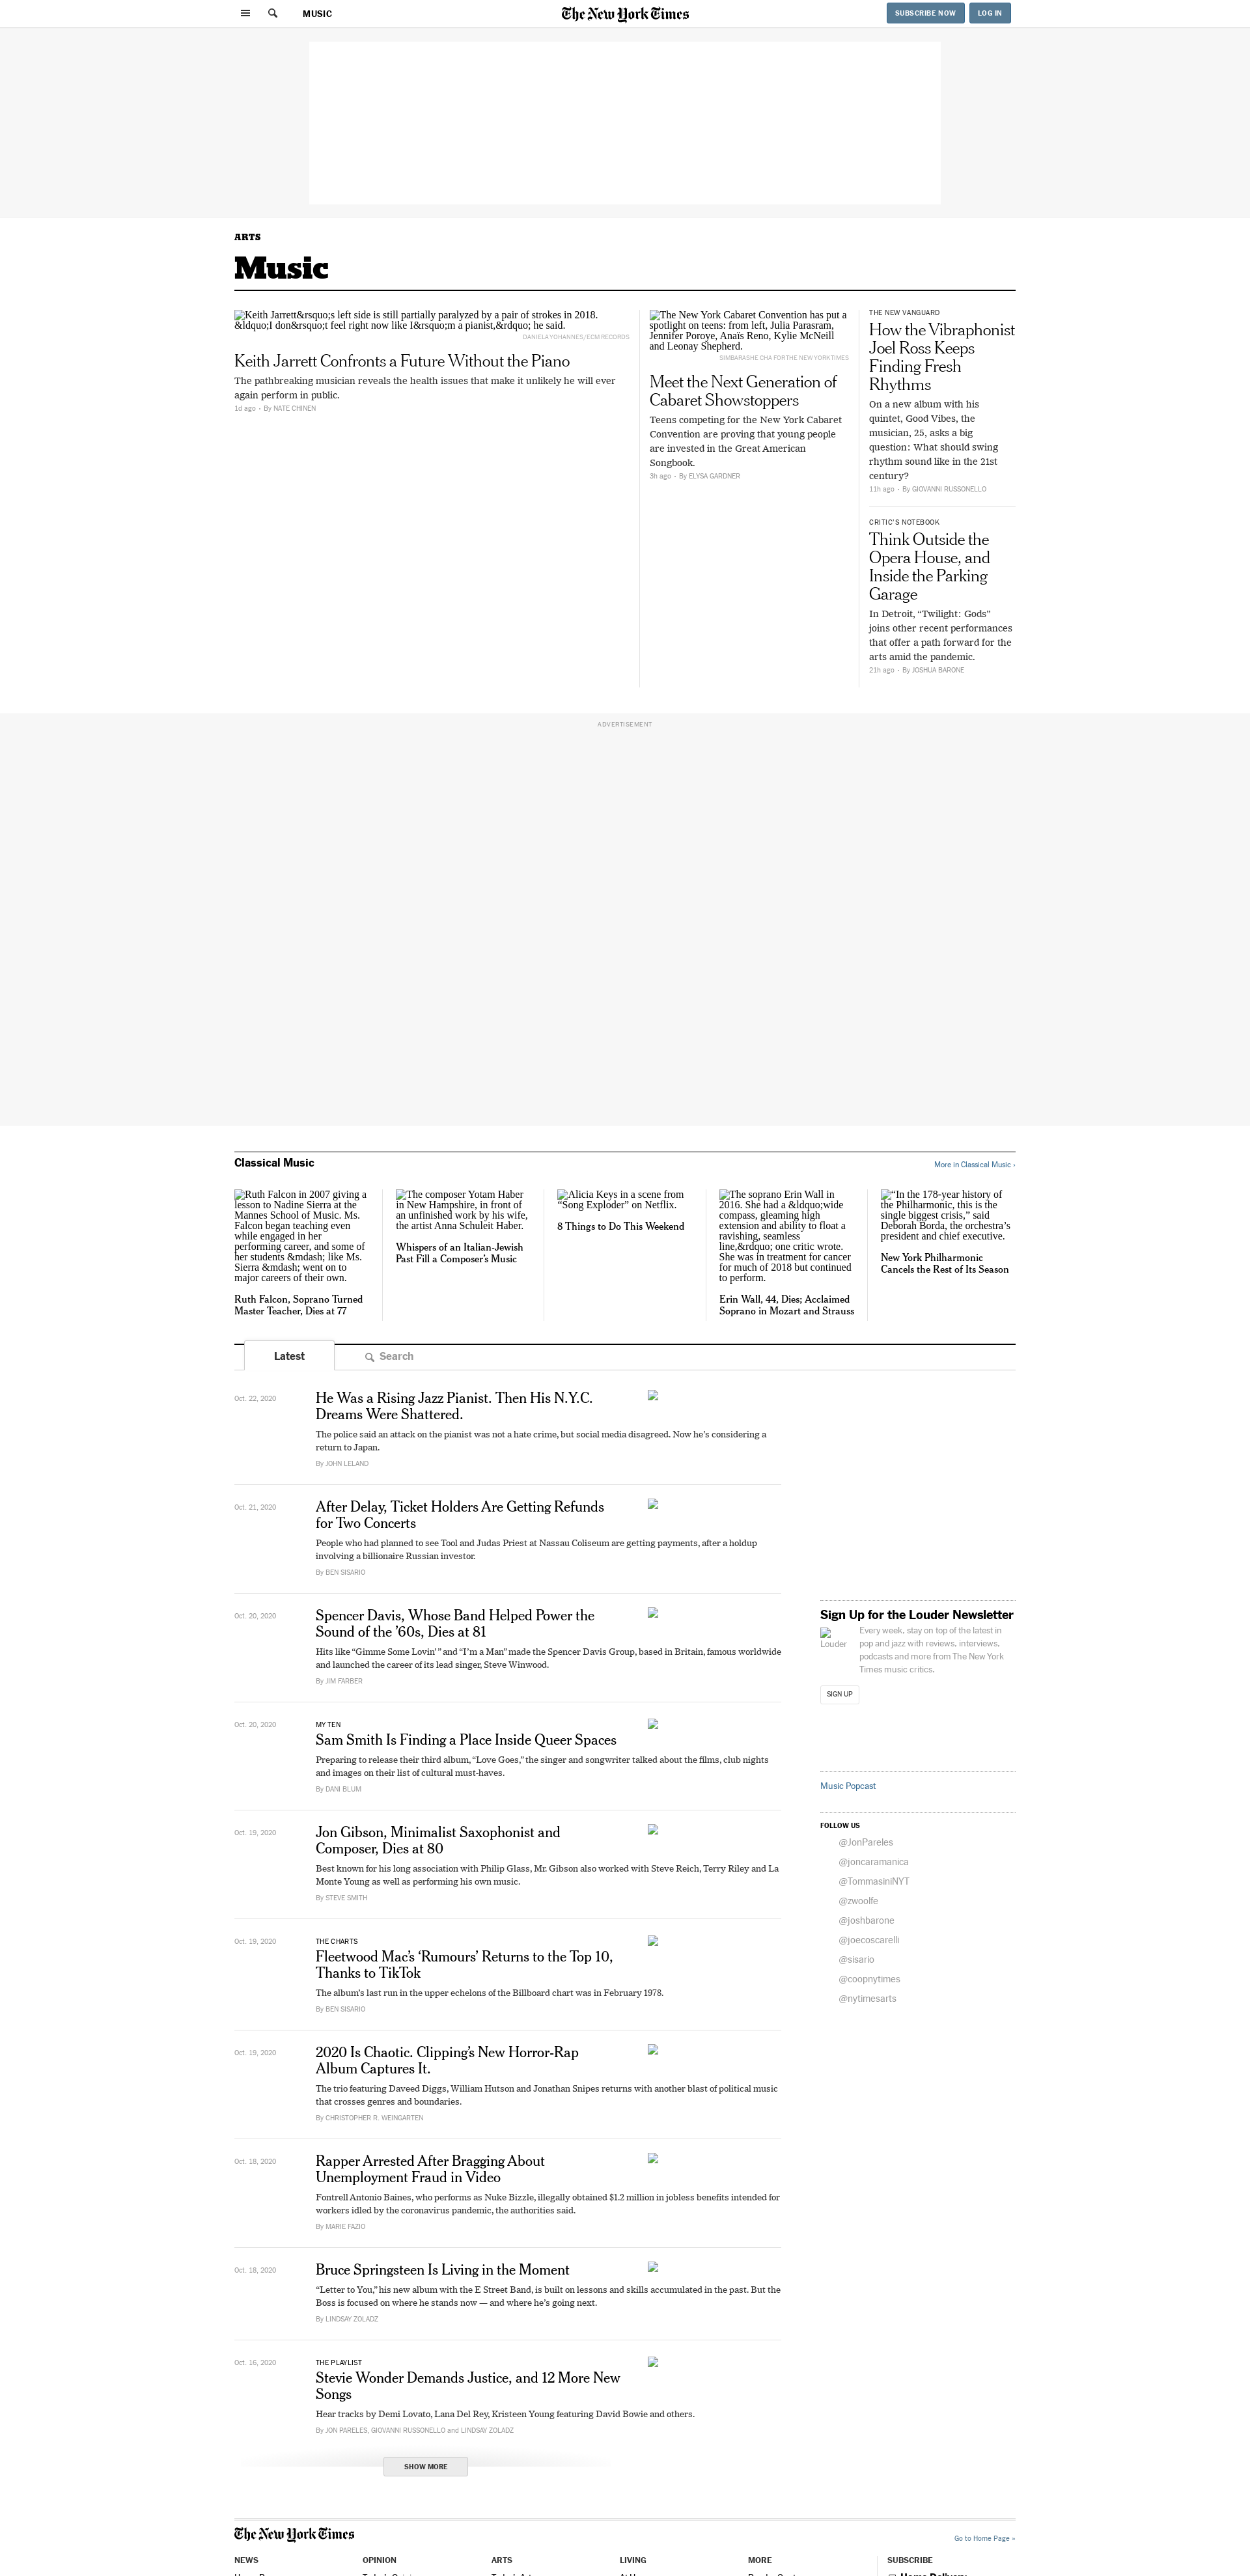 MUSIC
The New York Times
SUBSCRIBE NOW
LOG IN
ARTS
Music
Keith Jarrett&rsquo;s left side is still partially paralyzed by a pair of strokes in 2018.
&ldquo;I don&rsquo;t feel right now like I&rsquo;m a pianist,&rdquo; he said.
DANIELA YOHANNES/ECM RECORDS
Keith Jarrett Confronts a Future Without the Piano
The pathbreaking musician reveals the health issues that make it unlikely he will ever
again perform in public.
1d ago • By NATE CHINEN
The New York Cabaret Convention has put a
spotlight on teens: from left, Julia Parasram,
Jennifer Poroye, Anaïs Reno, Kylie McNeill
and Leonay Shepherd.
SIMBARASHE CHA FOR THE NEW YORK TIMES
Meet the Next Generation of
Cabaret Showstoppers
Teens competing for the New York Cabaret
Convention are proving that young people
are invested in the Great American
Songbook.
3h ago • By ELYSA GARDNER
THE NEW VANGUARD
How the Vibraphonist
Joel Ross Keeps
Finding Fresh
Rhythms
On a new album with his
quintet, Good Vibes, the
musician, 25, asks a big
question: What should swing
rhythm sound like in the 21st
century?
11h ago • By GIOVANNI RUSSONELLO
CRITIC'S NOTEBOOK
Think Outside the
Opera House, and
Inside the Parking
Garage
In Detroit, “Twilight: Gods”
joins other recent performances
that offer a path forward for the
arts amid the pandemic.
21h ago • By JOSHUA BARONE
ADVERTISEMENT
Classical Music
More in Classical Music ›
Ruth Falcon in 2007 giving a
lesson to Nadine Sierra at the
Mannes School of Music. Ms.
Falcon began teaching even
while engaged in her
performing career, and some of
her students &mdash; like Ms.
Sierra &mdash; went on to
major careers of their own.
Ruth Falcon, Soprano Turned
Master Teacher, Dies at 77
The composer Yotam Haber
in New Hampshire, in front of
an unfinished work by his wife,
the artist Anna Schuleit Haber.
Whispers of an Italian-Jewish
Past Fill a Composer’s Music
Alicia Keys in a scene from
“Song Exploder” on Netflix.
8 Things to Do This Weekend
The soprano Erin Wall in
2016. She had a &ldquo;wide
compass, gleaming high
extension and ability to float a
ravishing, seamless
line,&rdquo; one critic wrote.
She was in treatment for cancer
for much of 2018 but continued
to perform.
Erin Wall, 44, Dies; Acclaimed
Soprano in Mozart and Strauss
“In the 178-year history of
the Philharmonic, this is the
single biggest crisis,” said
Deborah Borda, the orchestra’s
president and chief executive.
New York Philharmonic
Cancels the Rest of Its Season
Latest
Search
Oct. 22, 2020
He Was a Rising Jazz Pianist. Then His N.Y.C.
Dreams Were Shattered.
The police said an attack on the pianist was not a hate crime, but social media disagreed. Now he’s considering a
return to Japan.
By JOHN LELAND
Oct. 21, 2020
After Delay, Ticket Holders Are Getting Refunds
for Two Concerts
People who had planned to see Tool and Judas Priest at Nassau Coliseum are getting payments, after a holdup
involving a billionaire Russian investor.
By BEN SISARIO
Oct. 20, 2020
Spencer Davis, Whose Band Helped Power the
Sound of the ’60s, Dies at 81
Hits like “Gimme Some Lovin’ ” and “I’m a Man” made the Spencer Davis Group, based in Britain, famous worldwide
and launched the career of its lead singer, Steve Winwood.
By JIM FARBER
Oct. 20, 2020
MY TEN
Sam Smith Is Finding a Place Inside Queer Spaces
Preparing to release their third album, “Love Goes,” the singer and songwriter talked about the films, club nights
and images on their list of cultural must-haves.
By DANI BLUM
Oct. 19, 2020
Jon Gibson, Minimalist Saxophonist and
Composer, Dies at 80
Best known for his long association with Philip Glass, Mr. Gibson also worked with Steve Reich, Terry Riley and La
Monte Young as well as performing his own music.
By STEVE SMITH
Oct. 19, 2020
THE CHARTS
Fleetwood Mac’s ‘Rumours’ Returns to the Top 10,
Thanks to TikTok
The album’s last run in the upper echelons of the Billboard chart was in February 1978.
By BEN SISARIO
Oct. 19, 2020
2020 Is Chaotic. Clipping’s New Horror-Rap
Album Captures It.
The trio featuring Daveed Diggs, William Hutson and Jonathan Snipes returns with another blast of political music
that crosses genres and boundaries.
By CHRISTOPHER R. WEINGARTEN
Oct. 18, 2020
Rapper Arrested After Bragging About
Unemployment Fraud in Video
Fontrell Antonio Baines, who performs as Nuke Bizzle, illegally obtained $1.2 million in jobless benefits intended for
workers idled by the coronavirus pandemic, the authorities said.
By MARIE FAZIO
Oct. 18, 2020
Bruce Springsteen Is Living in the Moment
“Letter to You,” his new album with the E Street Band, is built on lessons and skills accumulated in the past. But the
Boss is focused on where he stands now — and where he’s going next.
By LINDSAY ZOLADZ
Oct. 16, 2020
THE PLAYLIST
Stevie Wonder Demands Justice, and 12 More New
Songs
Hear tracks by Demi Lovato, Lana Del Rey, Kristeen Young featuring David Bowie and others.
By JON PARELES, GIOVANNI RUSSONELLO and LINDSAY ZOLADZ
SHOW MORE
Sign Up for the Louder Newsletter
Louder
Every week, stay on top of the latest in
pop and jazz with reviews, interviews,
podcasts and more from The New York
Times music critics.
SIGN UP
Music Popcast
FOLLOW US
@JonPareles
@joncaramanica
@TommasiniNYT
@zwoolfe
@joshbarone
@joecoscarelli
@sisario
@coopnytimes
@nytimesarts
The New York Times
Go to Home Page »
NEWS
OPINION
ARTS
LIVING
MORE
SUBSCRIBE